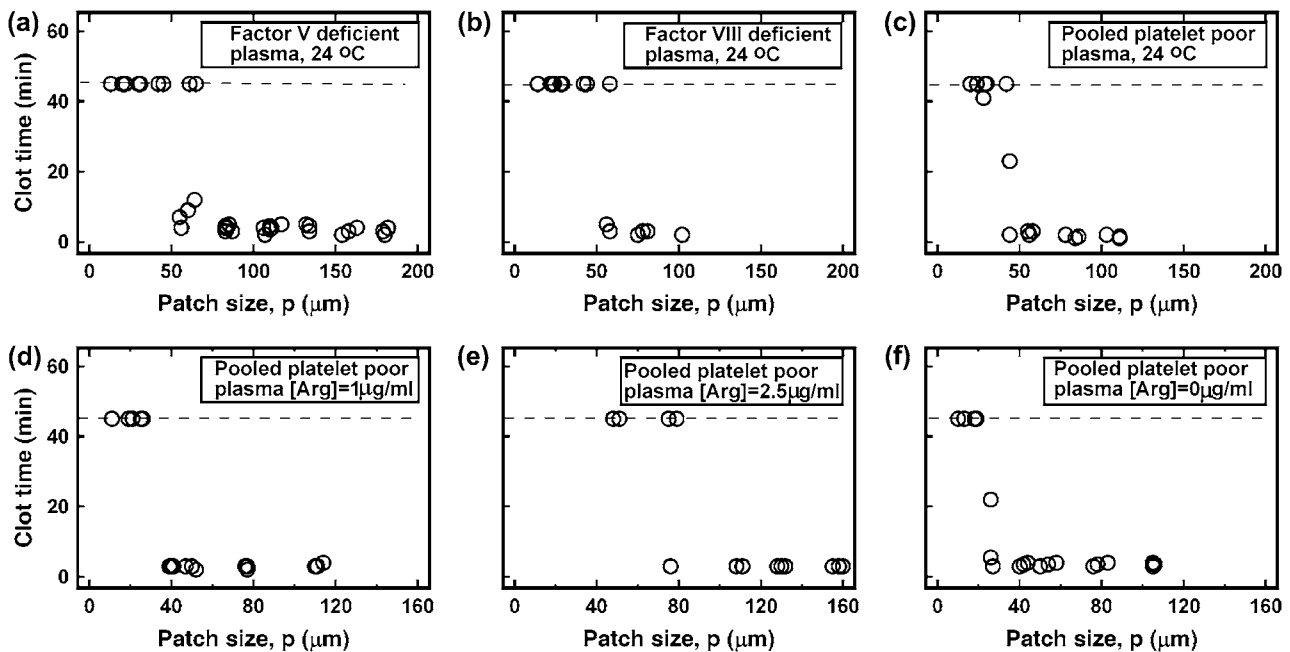 (a)
Factor V deficient
plasma, 24 °C
60
40
20
0
Clot time (min)
0 50 100 150 200
Patch size, p (μm)
(b)
Factor VIII deficient
plasma, 24 °C
0 50 100 150 200
Patch size, p (μm)
(c)
Pooled platelet poor
plasma, 24 °C
0 50 100 150 200
Patch size, p (μm)
(d)
Pooled platelet poor
plasma [Arg]=1μg/ml
60
40
20
0
Clot time (min)
0 40 80 120 160
Patch size, p (μm)
(e)
Pooled platelet poor
plasma [Arg]=2.5μg/ml
0 40 80 120 160
Patch size, p (μm)
(f)
Pooled platelet poor
plasma [Arg]=0μg/ml
0 40 80 120 160
Patch size, p (μm)